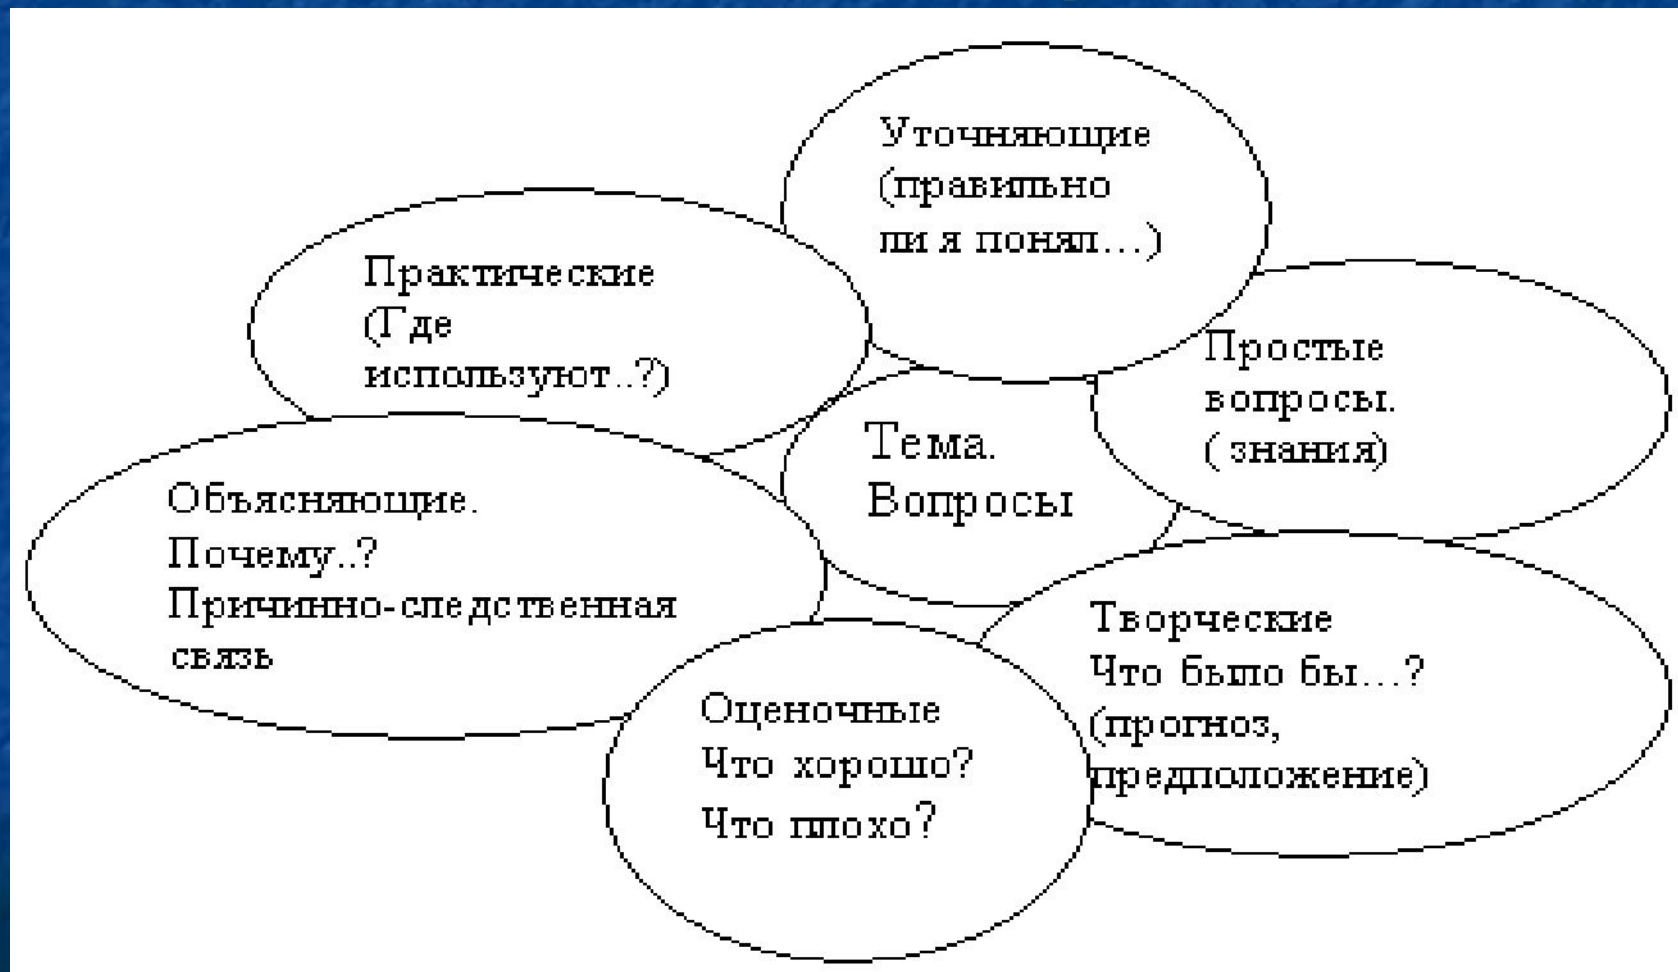 Уточняющие
(правильно
ли я понял...)
Практические
(Где
используют..?)
Простые
вопросы.
( знания)
Тема.
Вопросы
Объясняющие.
Почему..?
Причинно-следственная
связь
Творческие
Что было бы...?
(прогноз,
предположение)
Оценочные
Что хорошо?
Что плохо?